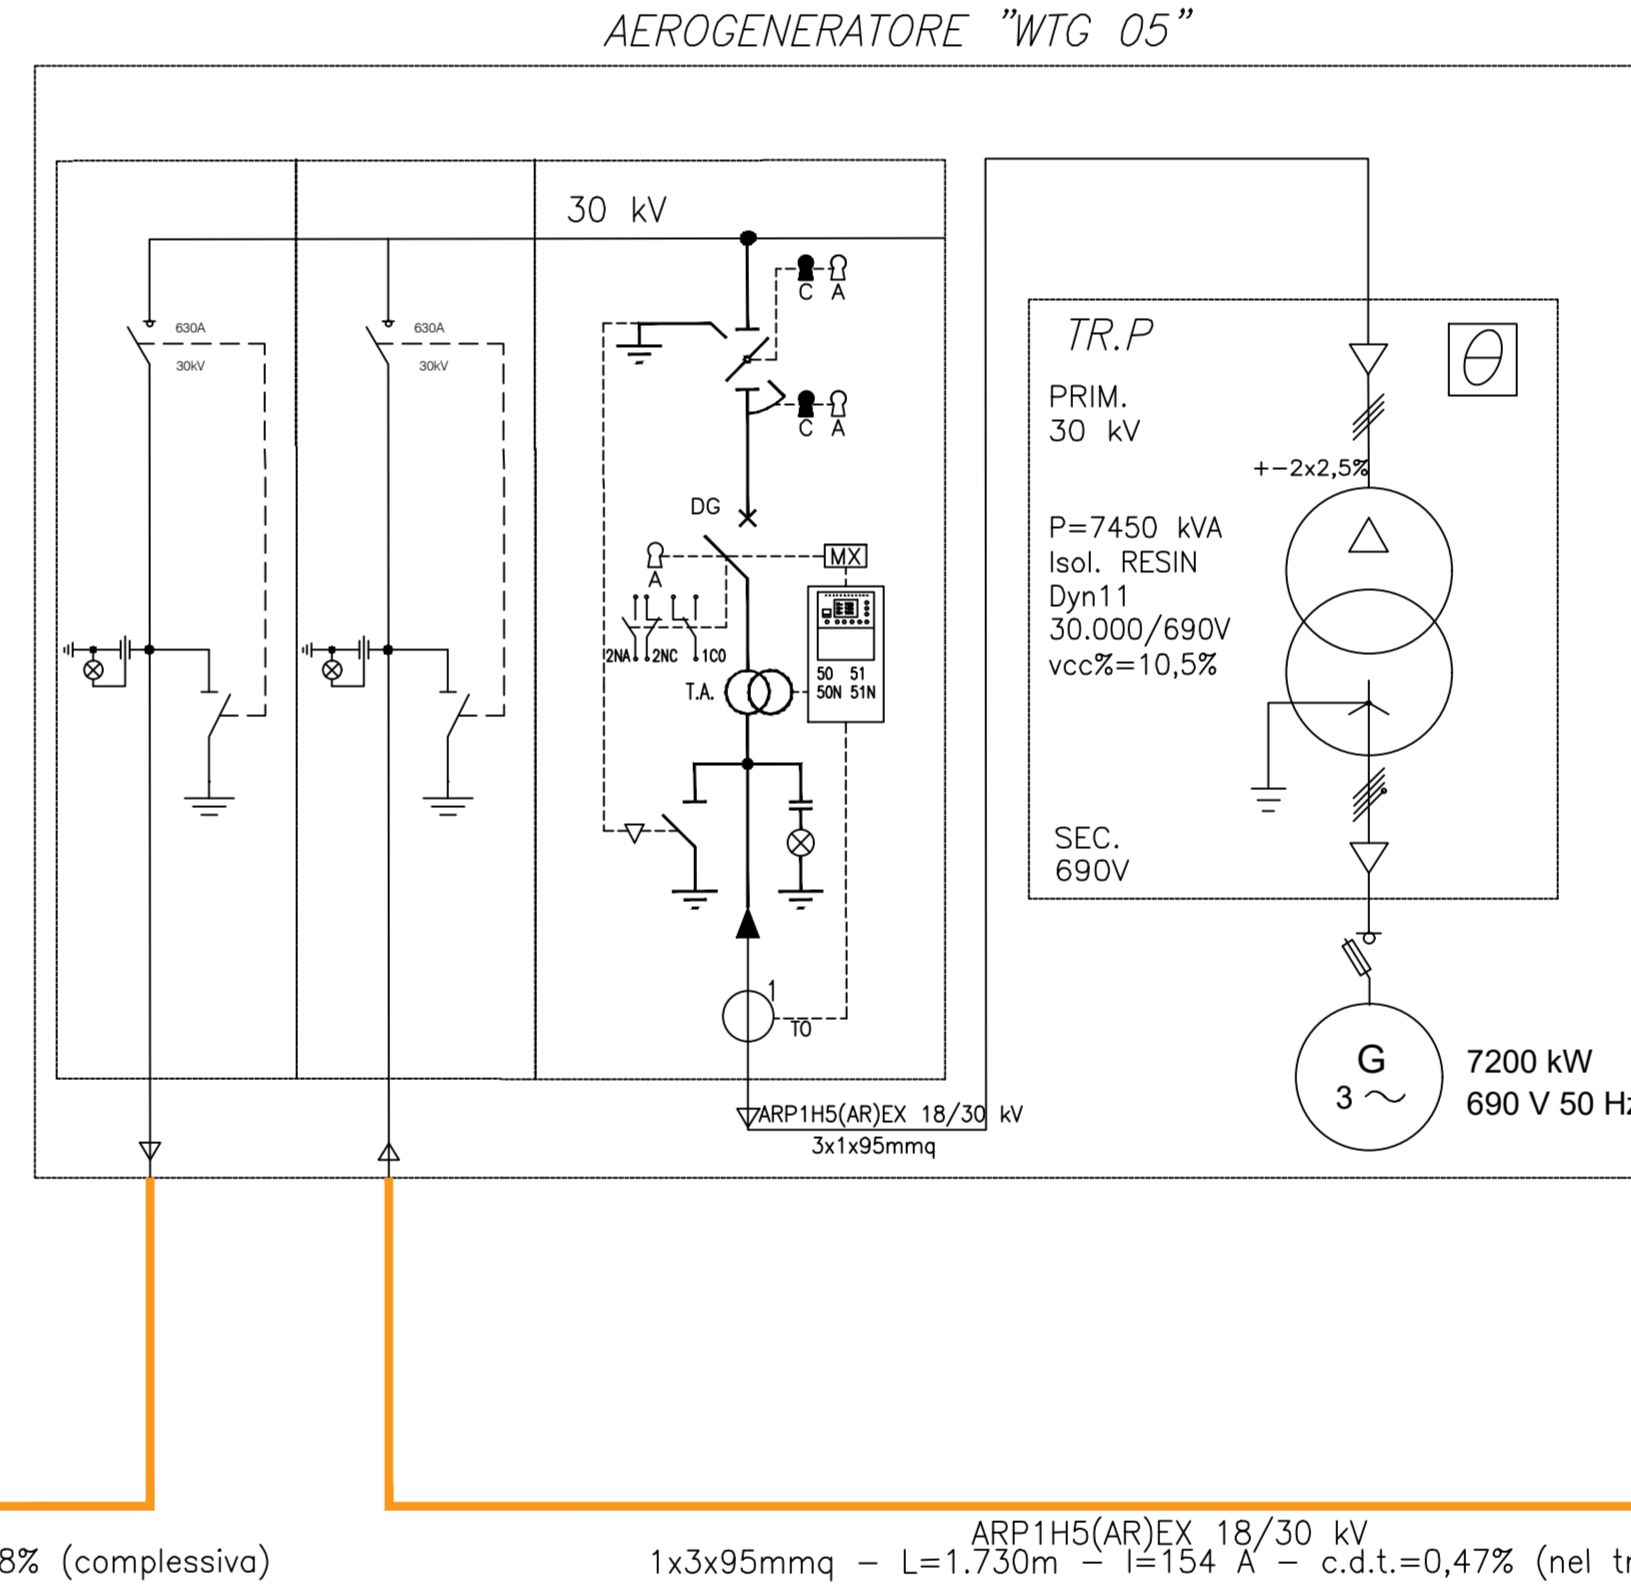 AEROGENERATORE "WTG 05"
30 kV
C A
630A
30kV
630A
30kV
TR.P
PRIM.
30 kV
C A
+-2x2,5%
DG
P=7450 kVA
Isol. RESIN
Dyn11
30.000/690V
vcc%=10,5%
MX
A
2NA 2NC 1CO
50 51
50N 51N
T.A.
SEC.
690V
1
TO
G
3
7200 kW
690 V 50 Hz
ARP1H5(AR)EX 18/30 kV
3x1x95mmq
ARP1H5(AR)EX 18/30 kV
8% (complessiva)
1x3x95mmq - L=1.730m - I=154 A - c.d.t.=0,47% (nel tr